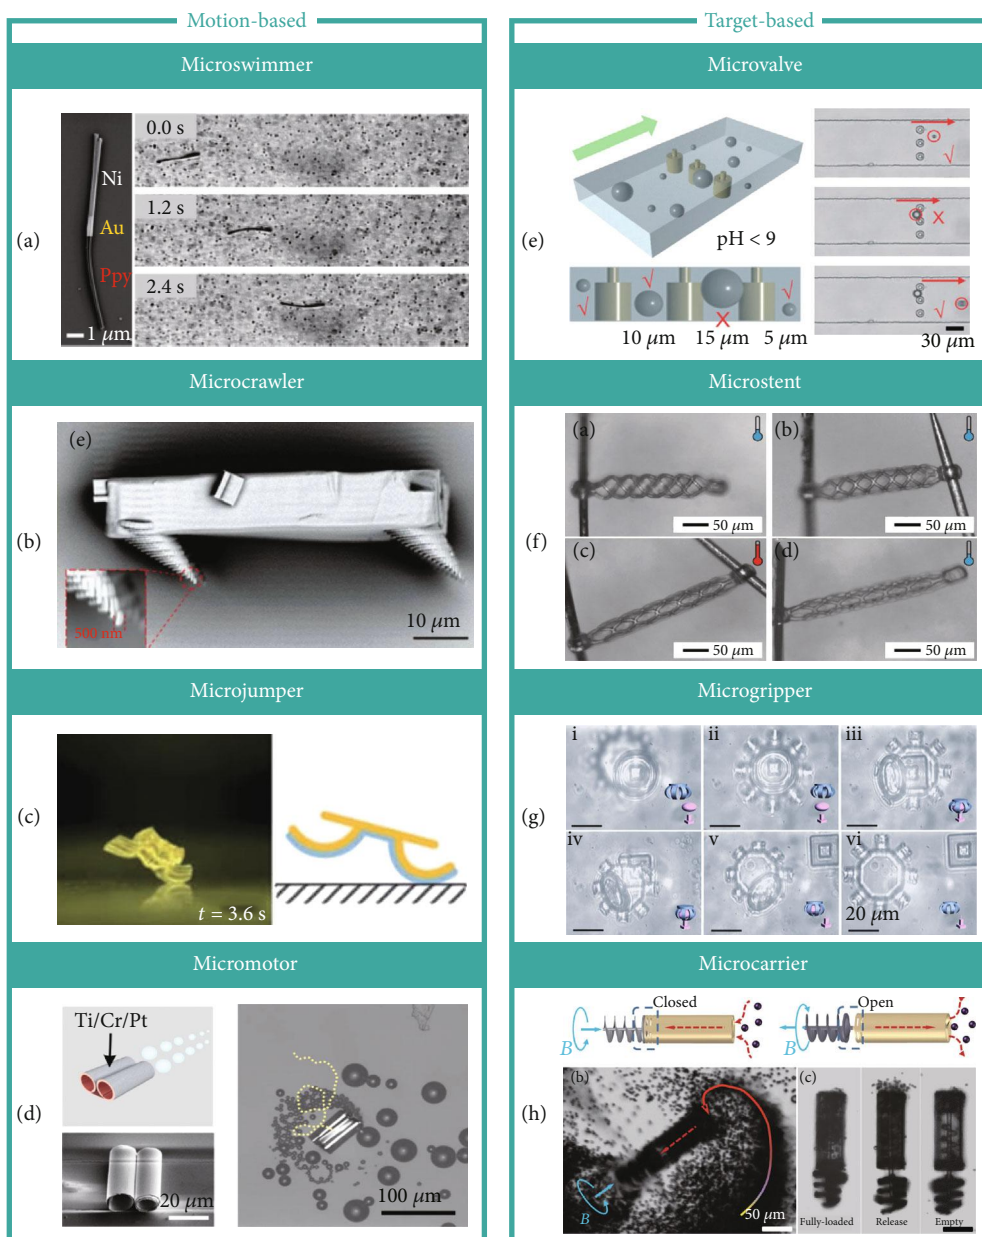 Motion-based
Microswimmer
(a)
Ni
Au
Ppy
1 μm
0.0 s
1.2 s
2.4 s
Microcrawler
(b)
(e)
500 nm
10 μm
Microjumper
(c)
t = 3.6 s
Micromotor
(d)
Ti/Cr/Pt
20 μm
100 μm
Target-based
Microvalve
(e)
pH < 9
10 μm 15 μm 5 μm
30 μm
Microstent
(f)
(a) (b)
50 μm 50 μm
(c) (d)
50 μm 50 μm
Microgripper
(g)
i ii iii
iv v vi
20 μm
Microcarrier
(h)
Closed Open
B B
(b) (c)
B
50 μm
Fully-loaded Release Empty